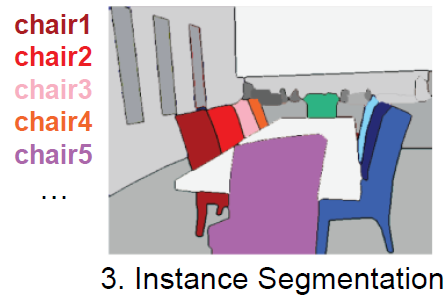 chair1
chair2
chair3
chair4
chair5
...
3. Instance Segmentation